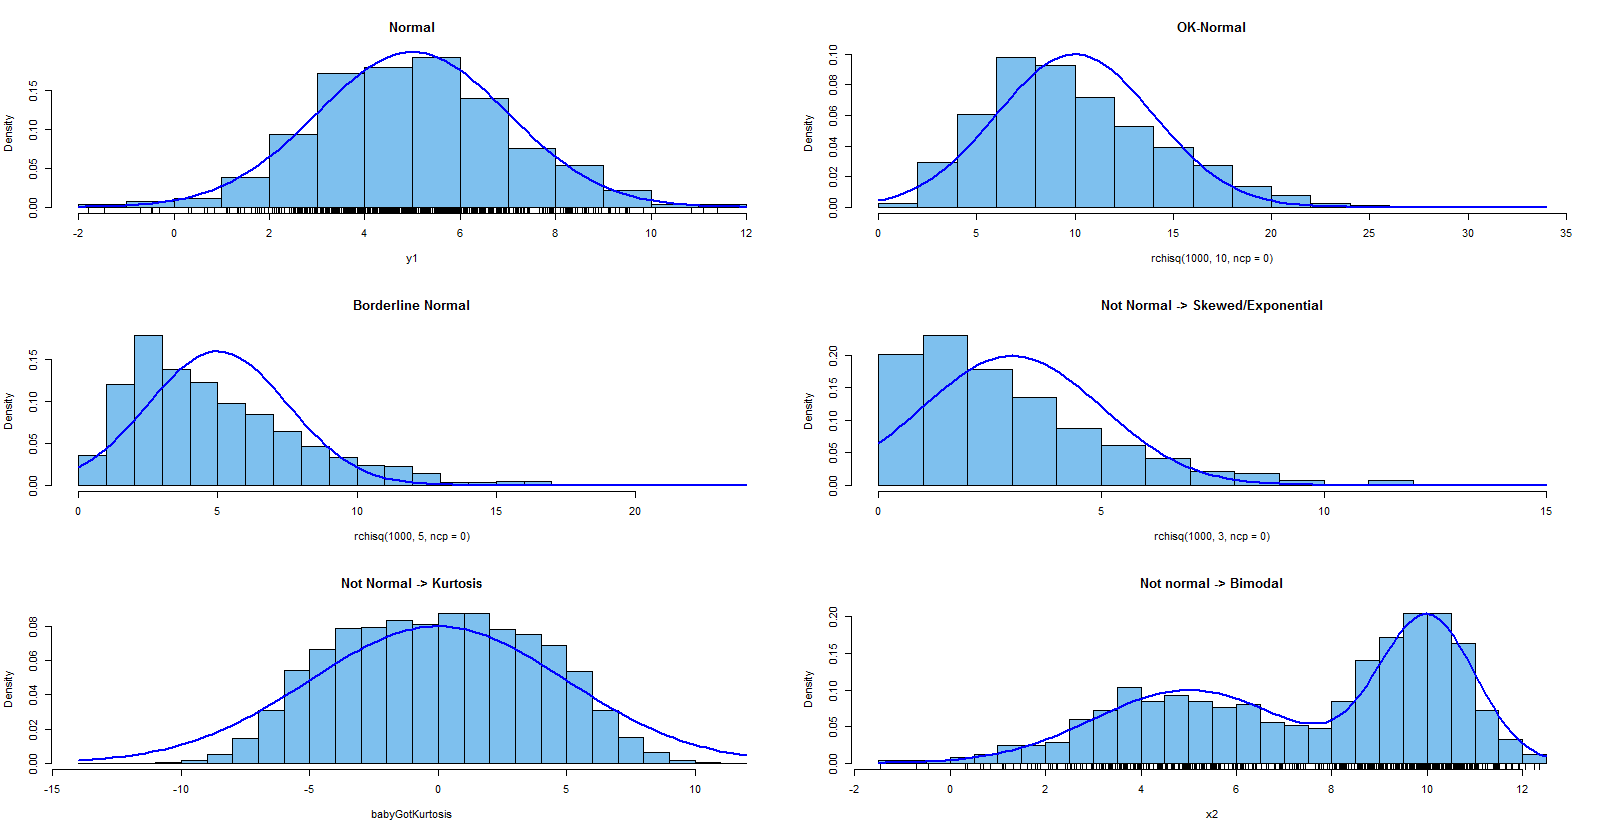 Normal
Density
0.00 0.05 0.10 0.15
-2 0 2 4 6 8 10 12
y1
OK-Normal
Density
0.00 0.02 0.04 0.06 0.08 0.10
0 5 10 15 20 25 30 35
rchisq(1000, 10, ncp = 0)
Borderline Normal
Density
0.00 0.05 0.10 0.15
0 5 10 15 20
rchisq(1000, 5, ncp = 0)
Not Normal -> Skewed/Exponential
Density
0.00 0.05 0.10 0.15 0.20
0 5 10 15
rchisq(1000, 3, ncp = 0)
Not Normal -> Kurtosis
Density
0.00 0.02 0.04 0.06 0.08
-15 -10 -5 0 5 10
babyGotKurtosis
Not normal -> Bimodal
Density
0.00 0.05 0.10 0.15 0.20
-2 0 2 4 6 8 10 12
x2